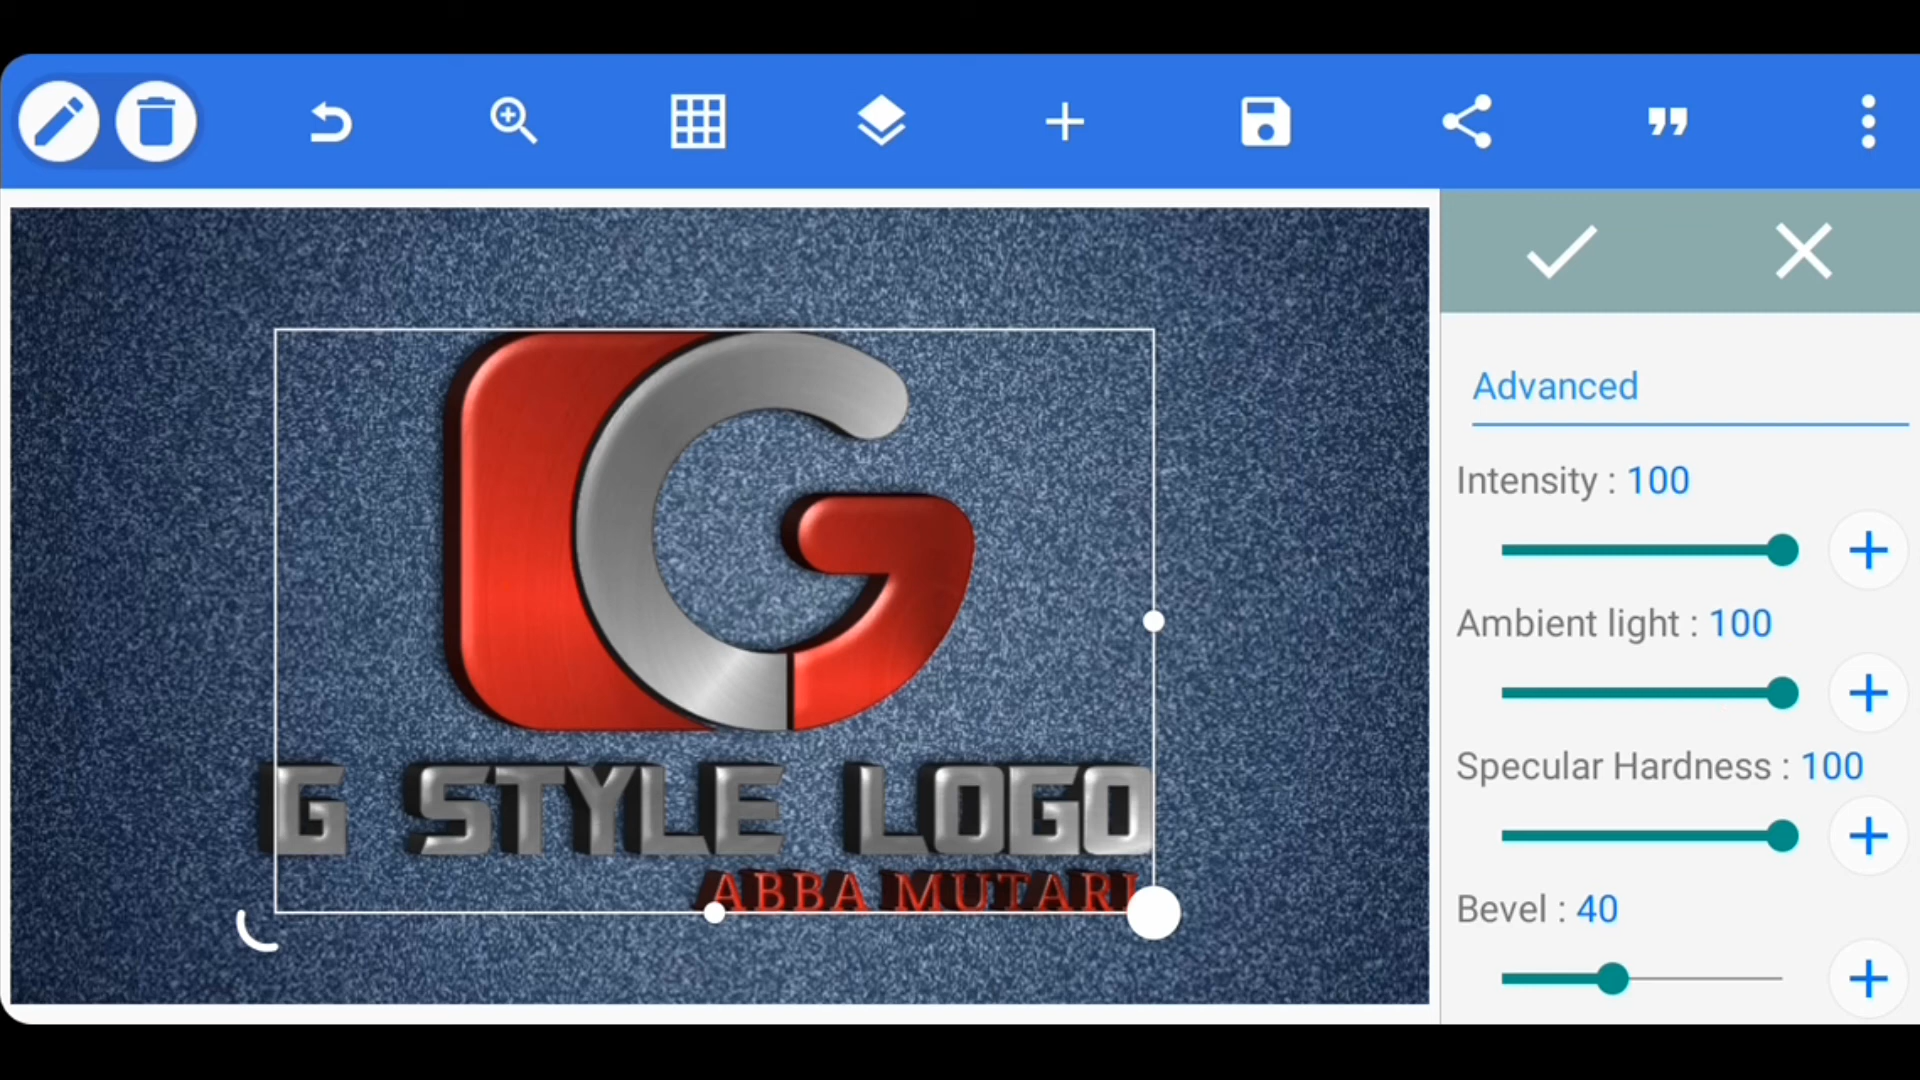 Advanced
Intensity : 100
Ambient light : 100
Specular Hardness : 100
Bevel : 40
G
G STYLE LOGO
ABBA MUTARI